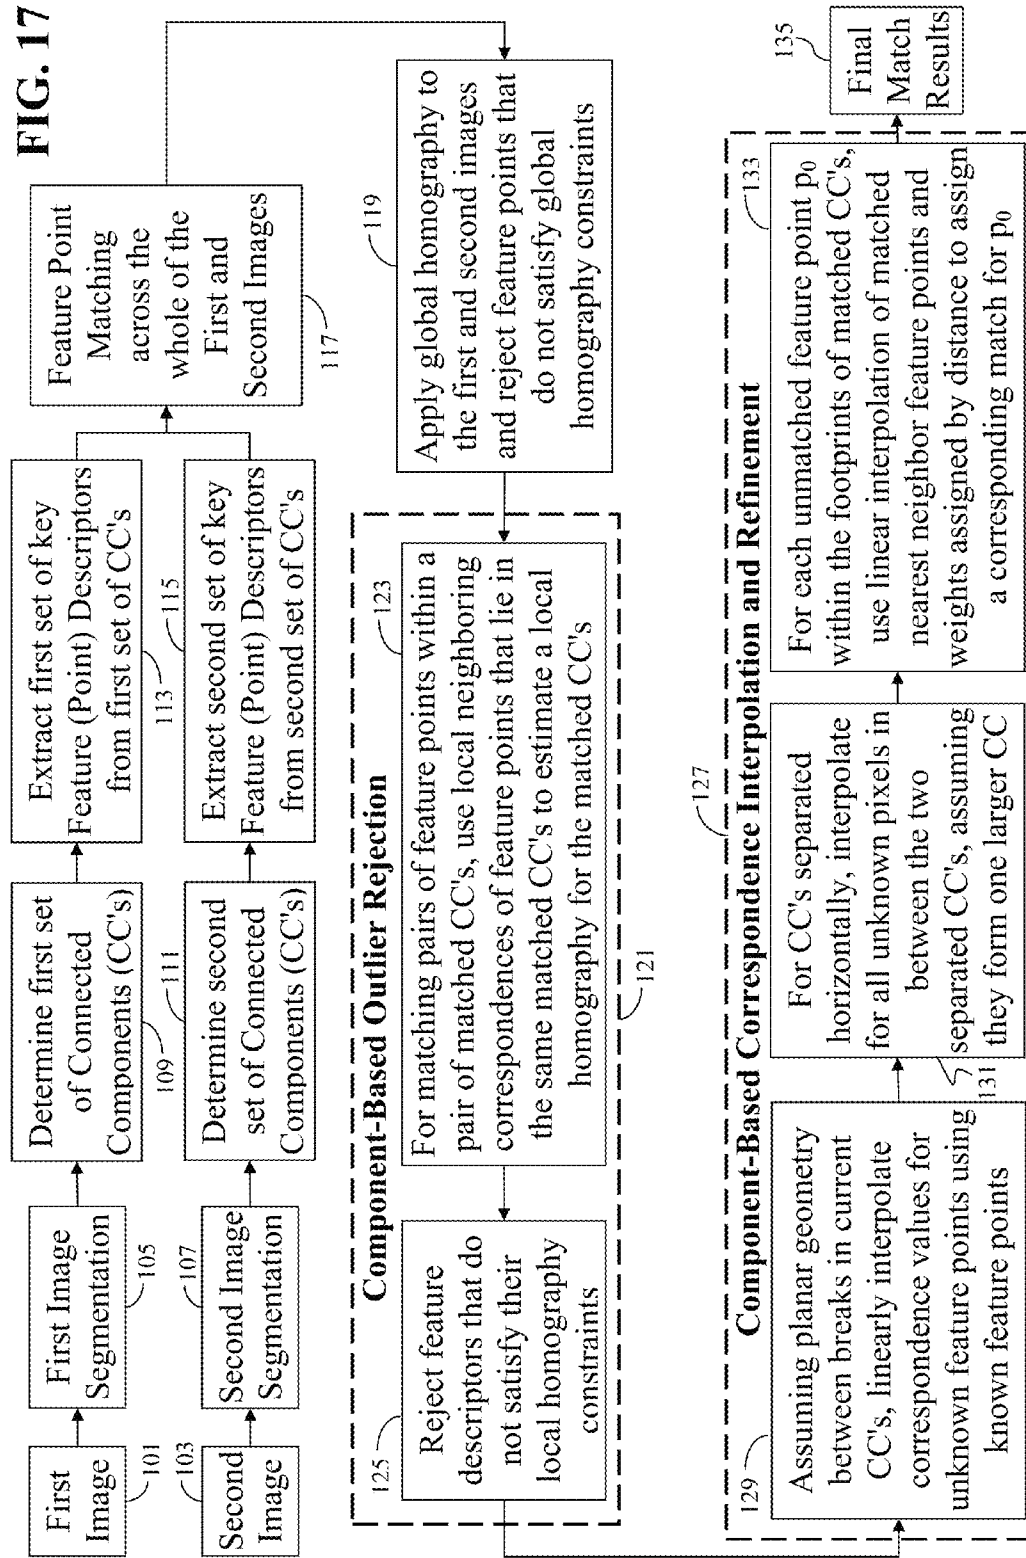 FIG. 17
First
Image
101
First Image
Segmentation
105
Determine first set
of Connected
Components (CC's)
109
Extract first set of key
Feature (Point) Descriptors
from first set of CC's
113
Second
Image
103
Second Image
Segmentation
107
Determine second
set of Connected
Components (CC's)
111
Extract second set of key
Feature (Point) Descriptors
from second set of CC's
115
Feature Point
Matching
across the
whole of the
First and
Second Images
117
Apply global homography to
the first and second images
and reject feature points that
do not satisfy global
homography constraints
119
Component-Based Outlier Rejection
121
For matching pairs of feature points within a
pair of matched CC's, use local neighboring
correspondences of feature points that lie in
the same matched CC's to estimate a local
homography for the matched CC's
123
Reject feature
descriptors that do
not satisfy their
local homography
constraints
125
Component-Based Correspondence Interpolation and Refinement
127
Assuming planar geometry
between breaks in current
CC's, linearly interpolate
correspondence values for
unknown feature points using
known feature points
129
For CC's separated
horizontally, interpolate
for all unknown pixels in
between the two
separated CC's, assuming
they form one larger CC
131
For each unmatched feature point p₀
within the footprints of matched CC's,
use linear interpolation of matched
nearest neighbor feature points and
weights assigned by distance to assign
a corresponding match for p₀
133
Final
Match
Results
135